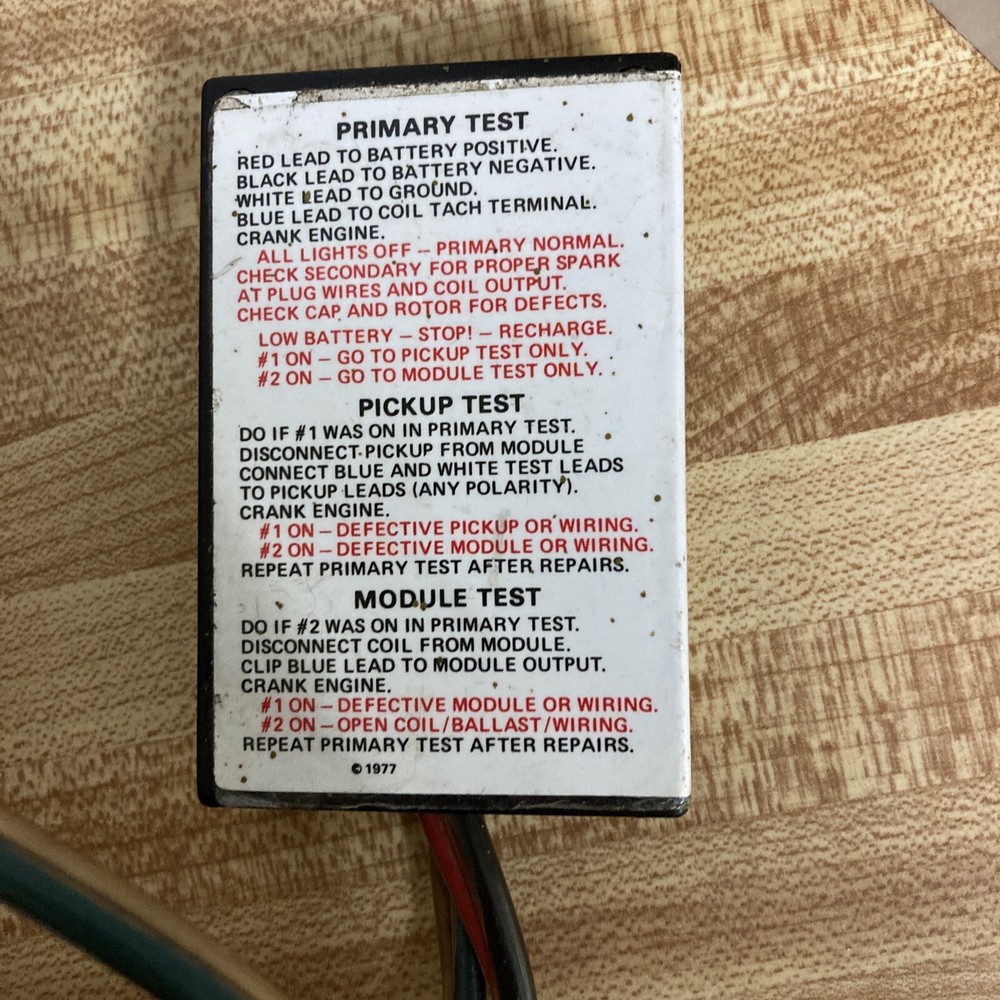 PRIMARY TEST
RED LEAD TO BATTERY POSITIVE.
BLACK LEAD TO BATTERY NEGATIVE.
WHITE LEAD TO GROUND.
BLUE LEAD TO COIL TACH TERMINAL.
CRANK ENGINE.
ALL LIGHTS OFF – PRIMARY NORMAL.
CHECK SECONDARY FOR PROPER SPARK
AT PLUG WIRES AND COIL OUTPUT.
CHECK CAP AND ROTOR FOR DEFECTS.
LOW BATTERY – STOP! – RECHARGE.
#1 ON – GO TO PICKUP TEST ONLY.
#2 ON – GO TO MODULE TEST ONLY.
PICKUP TEST
DO IF #1 WAS ON IN PRIMARY TEST.
DISCONNECT PICKUP FROM MODULE
CONNECT BLUE AND WHITE TEST LEADS
TO PICKUP LEADS (ANY POLARITY).
CRANK ENGINE.
#1 ON – DEFECTIVE PICKUP OR WIRING.
#2 ON – DEFECTIVE MODULE OR WIRING.
REPEAT PRIMARY TEST AFTER REPAIRS.
MODULE TEST
DO IF #2 WAS ON IN PRIMARY TEST.
DISCONNECT COIL FROM MODULE.
CLIP BLUE LEAD TO MODULE OUTPUT.
CRANK ENGINE.
#1 ON – DEFECTIVE MODULE OR WIRING.
#2 ON – OPEN COIL/BALLAST/WIRING.
REPEAT PRIMARY TEST AFTER REPAIRS.
© 1977